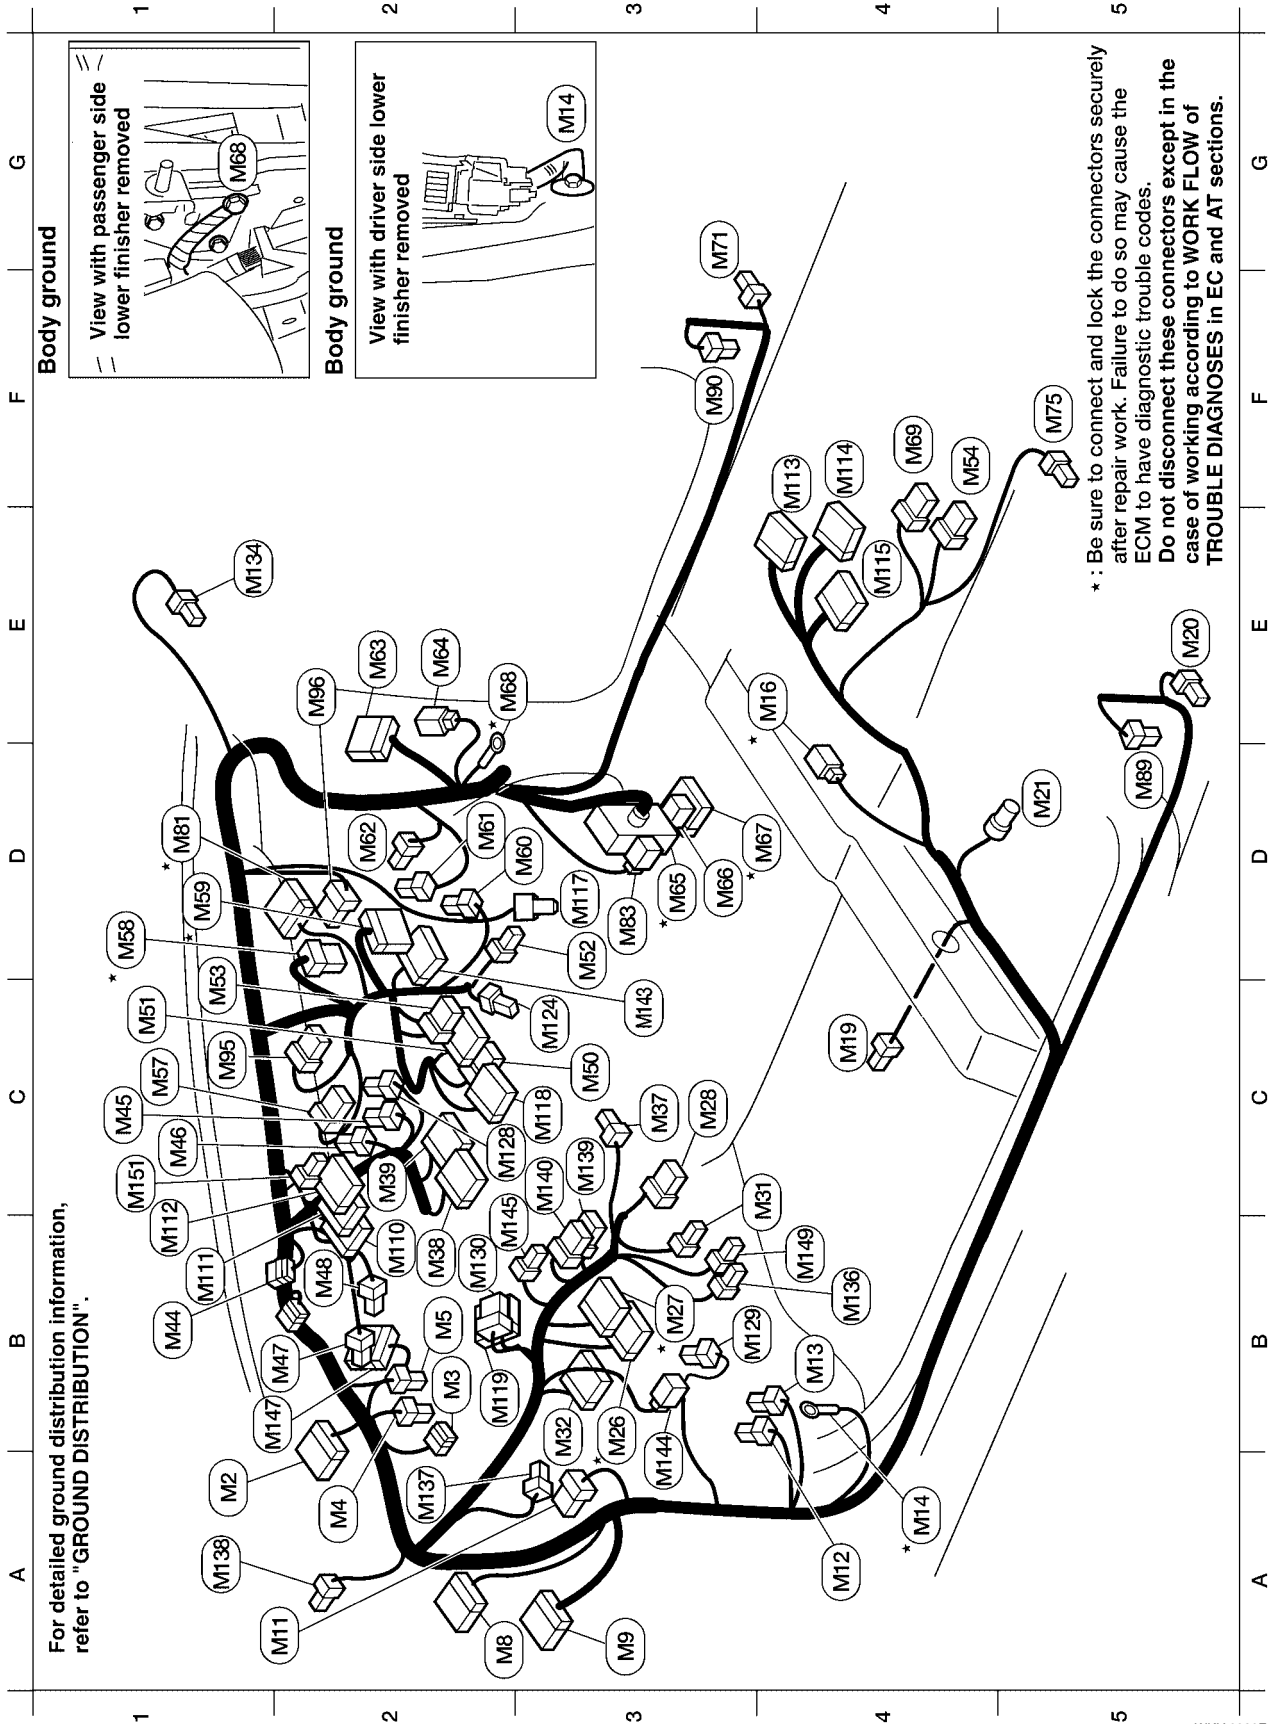 1
2
3
4
5
G
F
E
D
C
B
A
Body ground
View with passenger side
lower finisher removed
M68
Body ground
View with driver side lower
finisher removed
M14
For detailed ground distribution information,
refer to "GROUND DISTRIBUTION".
M134
M96
M63
M64
★
M68
M71
M90
★
M81
★
M59
★
M58
M53
M51
M57
M95
M45
M46
M151
M112
M111
M44
M47
M147
M2
M4
M138
M11
M62
M61
M60
M117
M52
M143
M124
M50
M118
M128
M39
M38
M110
M48
M5
M3
M130
M119
M137
M8
M9
M145
M140
M139
M37
M28
M31
M149
M136
M27
★
M26
★
M32
M144
M129
M13
M12
★
M14
M83
★
M65
M66
★
M67
★
M16
M19
M21
M89
M20
M113
M114
M115
M69
M54
M75
★ : Be sure to connect and lock the connectors securely
after repair work. Failure to do so may cause the
ECM to have diagnostic trouble codes.
Do not disconnect these connectors except in the
case of working according to WORK FLOW of
TROUBLE DIAGNOSES in EC and AT sections.
G
F
E
D
C
B
A
1
2
3
4
5